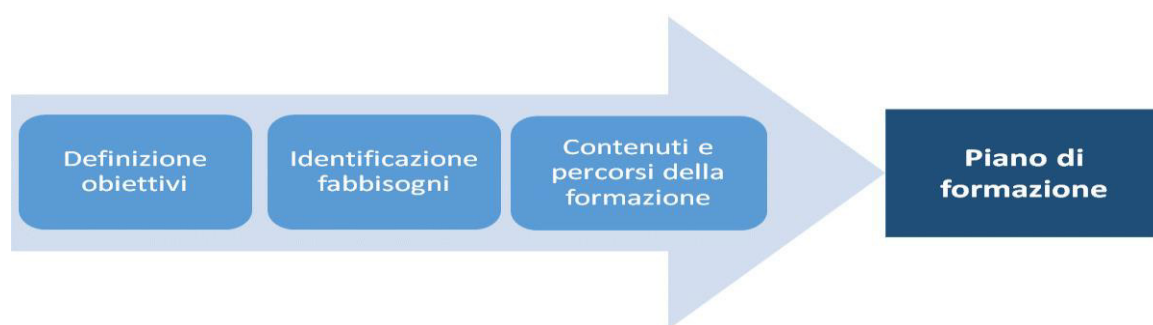 Definizione
obiettivi
Identificazione
fabbisogni
Contenuti e
percorsi della
formazione
Piano di
formazione